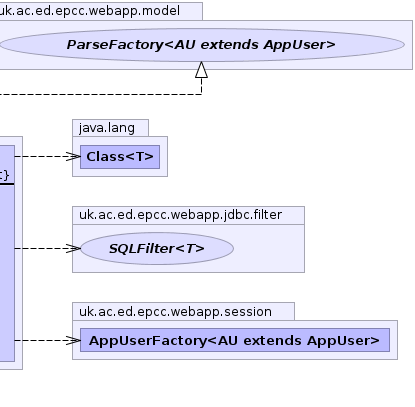 uk.ac.ed.epcc.webapp.model
ParseFactory<AU extends AppUser>
java.lang
Class<T>
t}
uk.ac.ed.epcc.webapp.jdbc.filter
SQLFilter<T>
uk.ac.ed.epcc.webapp.session
AppUserFactory<AU extends AppUser>